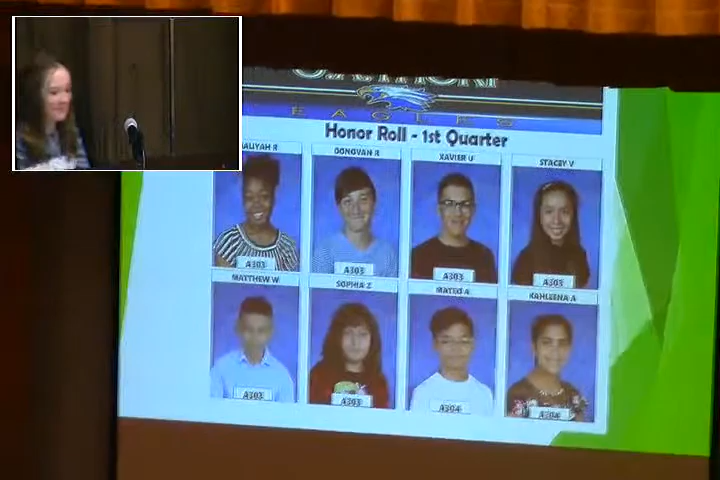 EAGLES
Honor Roll - 1st Quarter
DONOVAN R
XAVIER U
STACEY V
A303
A303
A303
A303
MATTHEW W
SOPHIA Z
MATEO A
KAHLEENA A
A303
A303
A304
A304